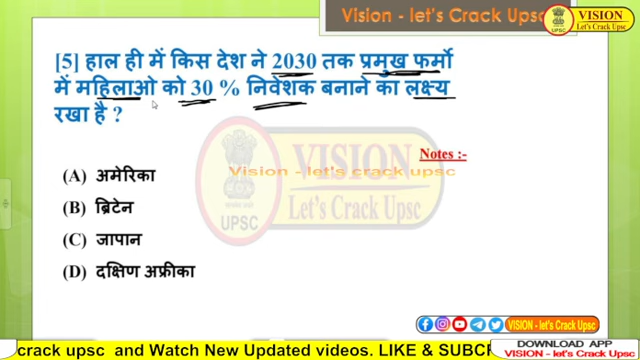 Vision - let's Crack Upsc
VISION
Let's Crack Upsc
[5] हाल ही में किस देश ने 2030 तक प्रमुख फर्मो
में महिलाओ को 30 % निवेशक बनाने का लक्ष्य
रखा है ?
Notes :-
UPSC
VISION
Let's Crack Upsc
Vision - let's crack upsc
(A) अमेरिका
(B) ब्रिटेन
(C) जापान
(D) दक्षिण अफ्रीका
VISION - let's Crack Upsc
crack upsc and Watch New Updated videos. LIKE & SUBCR
DOWNLOAD APP
VISION - let's Crack Upsc